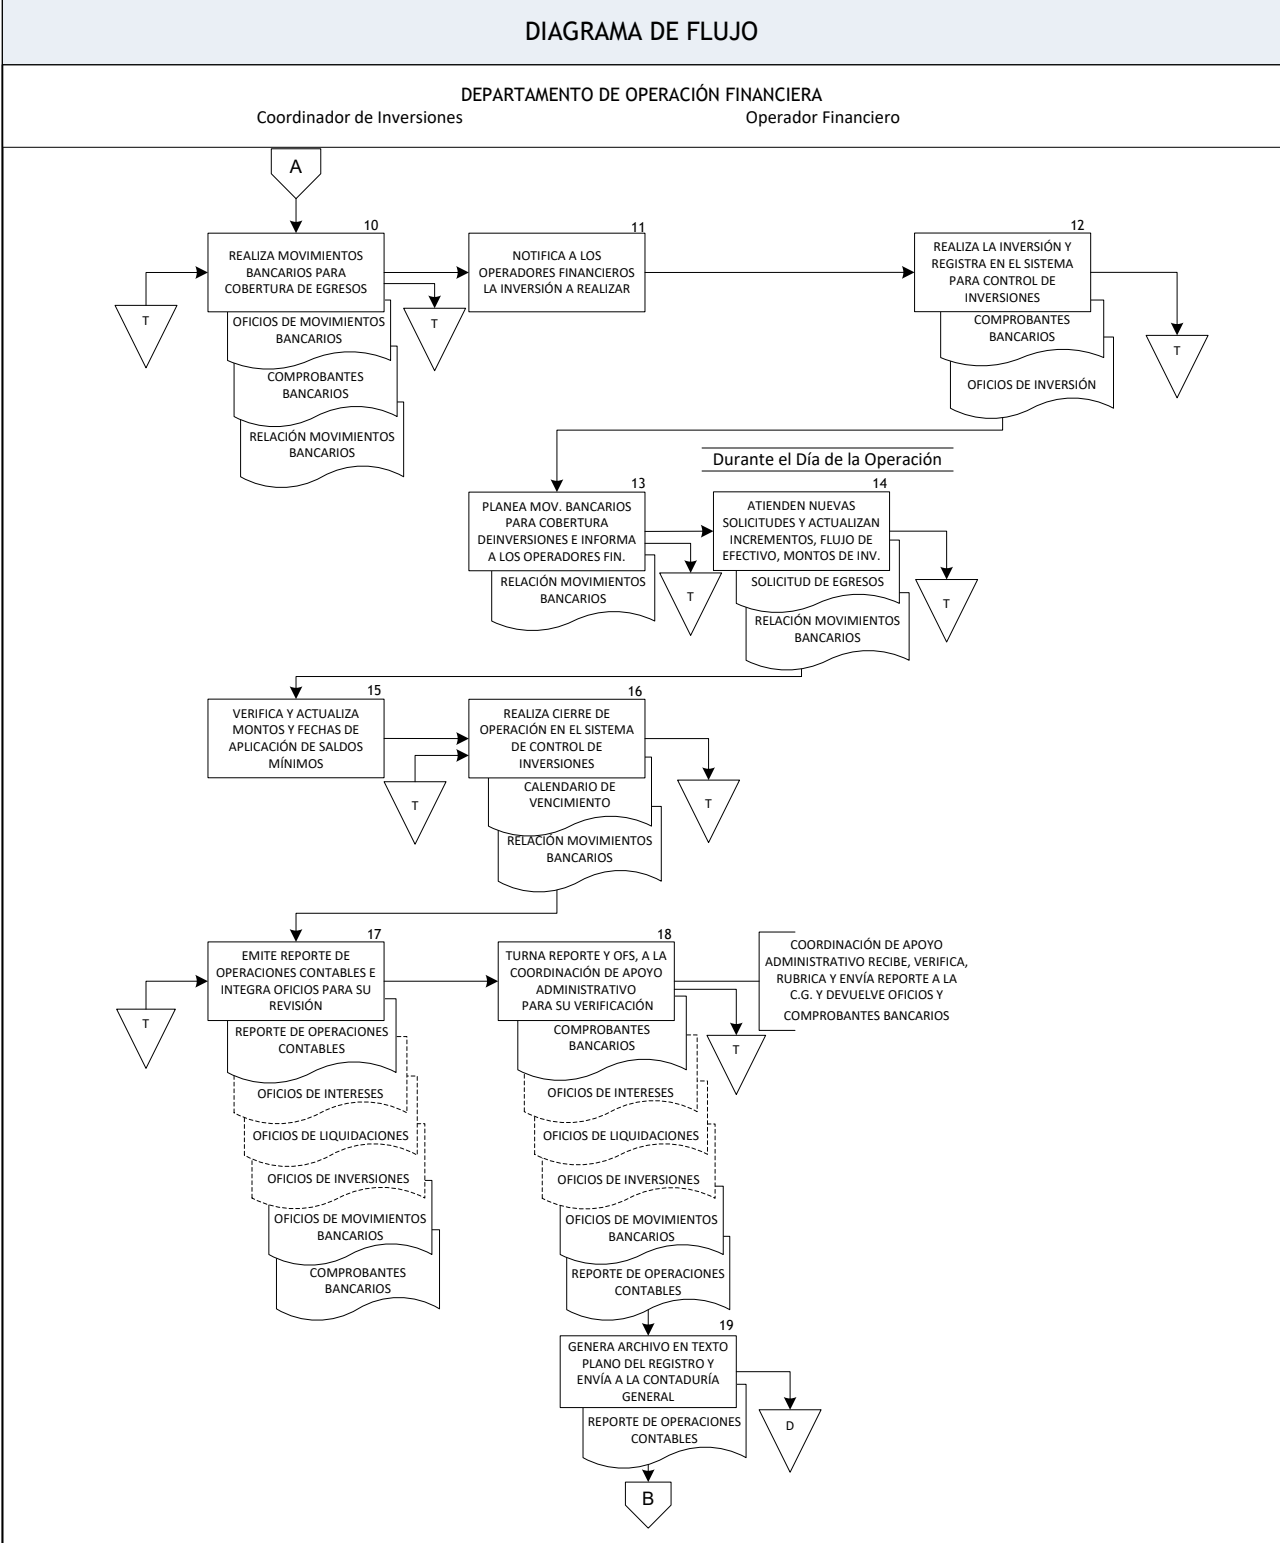 DIAGRAMA DE FLUJO
DEPARTAMENTO DE OPERACIÓN FINANCIERA
Coordinador de Inversiones
Operador Financiero
A
10
REALIZA MOVIMIENTOS
BANCARIOS PARA
COBERTURA DE EGRESOS
T
OFICIOS DE MOVIMIENTOS
BANCARIOS
COMPROBANTES
BANCARIOS
RELACIÓN MOVIMIENTOS
BANCARIOS
T
11
NOTIFICA A LOS
OPERADORES FINANCIEROS
LA INVERSIÓN A REALIZAR
12
REALIZA LA INVERSIÓN Y
REGISTRA EN EL SISTEMA
PARA CONTROL DE
INVERSIONES
COMPROBANTES
BANCARIOS
OFICIOS DE INVERSIÓN
T
Durante el Día de la Operación
13
PLANEA MOV. BANCARIOS
PARA COBERTURA
DEINVERSIONES E INFORMA
A LOS OPERADORES FIN.
RELACIÓN MOVIMIENTOS
BANCARIOS
T
14
ATIENDEN NUEVAS
SOLICITUDES Y ACTUALIZAN
INCREMENTOS, FLUJO DE
EFECTIVO, MONTOS DE INV.
SOLICITUD DE EGRESOS
RELACIÓN MOVIMIENTOS
BANCARIOS
T
15
VERIFICA Y ACTUALIZA
MONTOS Y FECHAS DE
APLICACIÓN DE SALDOS
MÍNIMOS
T
16
REALIZA CIERRE DE
OPERACIÓN EN EL SISTEMA
DE CONTROL DE
INVERSIONES
CALENDARIO DE
VENCIMIENTO
RELACIÓN MOVIMIENTOS
BANCARIOS
T
17
EMITE REPORTE DE
OPERACIONES CONTABLES E
INTEGRA OFICIOS PARA SU
REVISIÓN
T
REPORTE DE OPERACIONES
CONTABLES
OFICIOS DE INTERESES
OFICIOS DE LIQUIDACIONES
OFICIOS DE INVERSIONES
OFICIOS DE MOVIMIENTOS
BANCARIOS
COMPROBANTES
BANCARIOS
18
TURNA REPORTE Y OFS, A LA
COORDINACIÓN DE APOYO
ADMINISTRATIVO
PARA SU VERIFICACIÓN
COMPROBANTES
BANCARIOS
OFICIOS DE INTERESES
OFICIOS DE LIQUIDACIONES
OFICIOS DE INVERSIONES
OFICIOS DE MOVIMIENTOS
BANCARIOS
REPORTE DE OPERACIONES
CONTABLES
T
COORDINACIÓN DE APOYO
ADMINISTRATIVO RECIBE, VERIFICA,
RUBRICA Y ENVÍA REPORTE A LA
C.G. Y DEVUELVE OFICIOS Y
COMPROBANTES BANCARIOS
19
GENERA ARCHIVO EN TEXTO
PLANO DEL REGISTRO Y
ENVÍA A LA CONTADURÍA
GENERAL
REPORTE DE OPERACIONES
CONTABLES
D
B